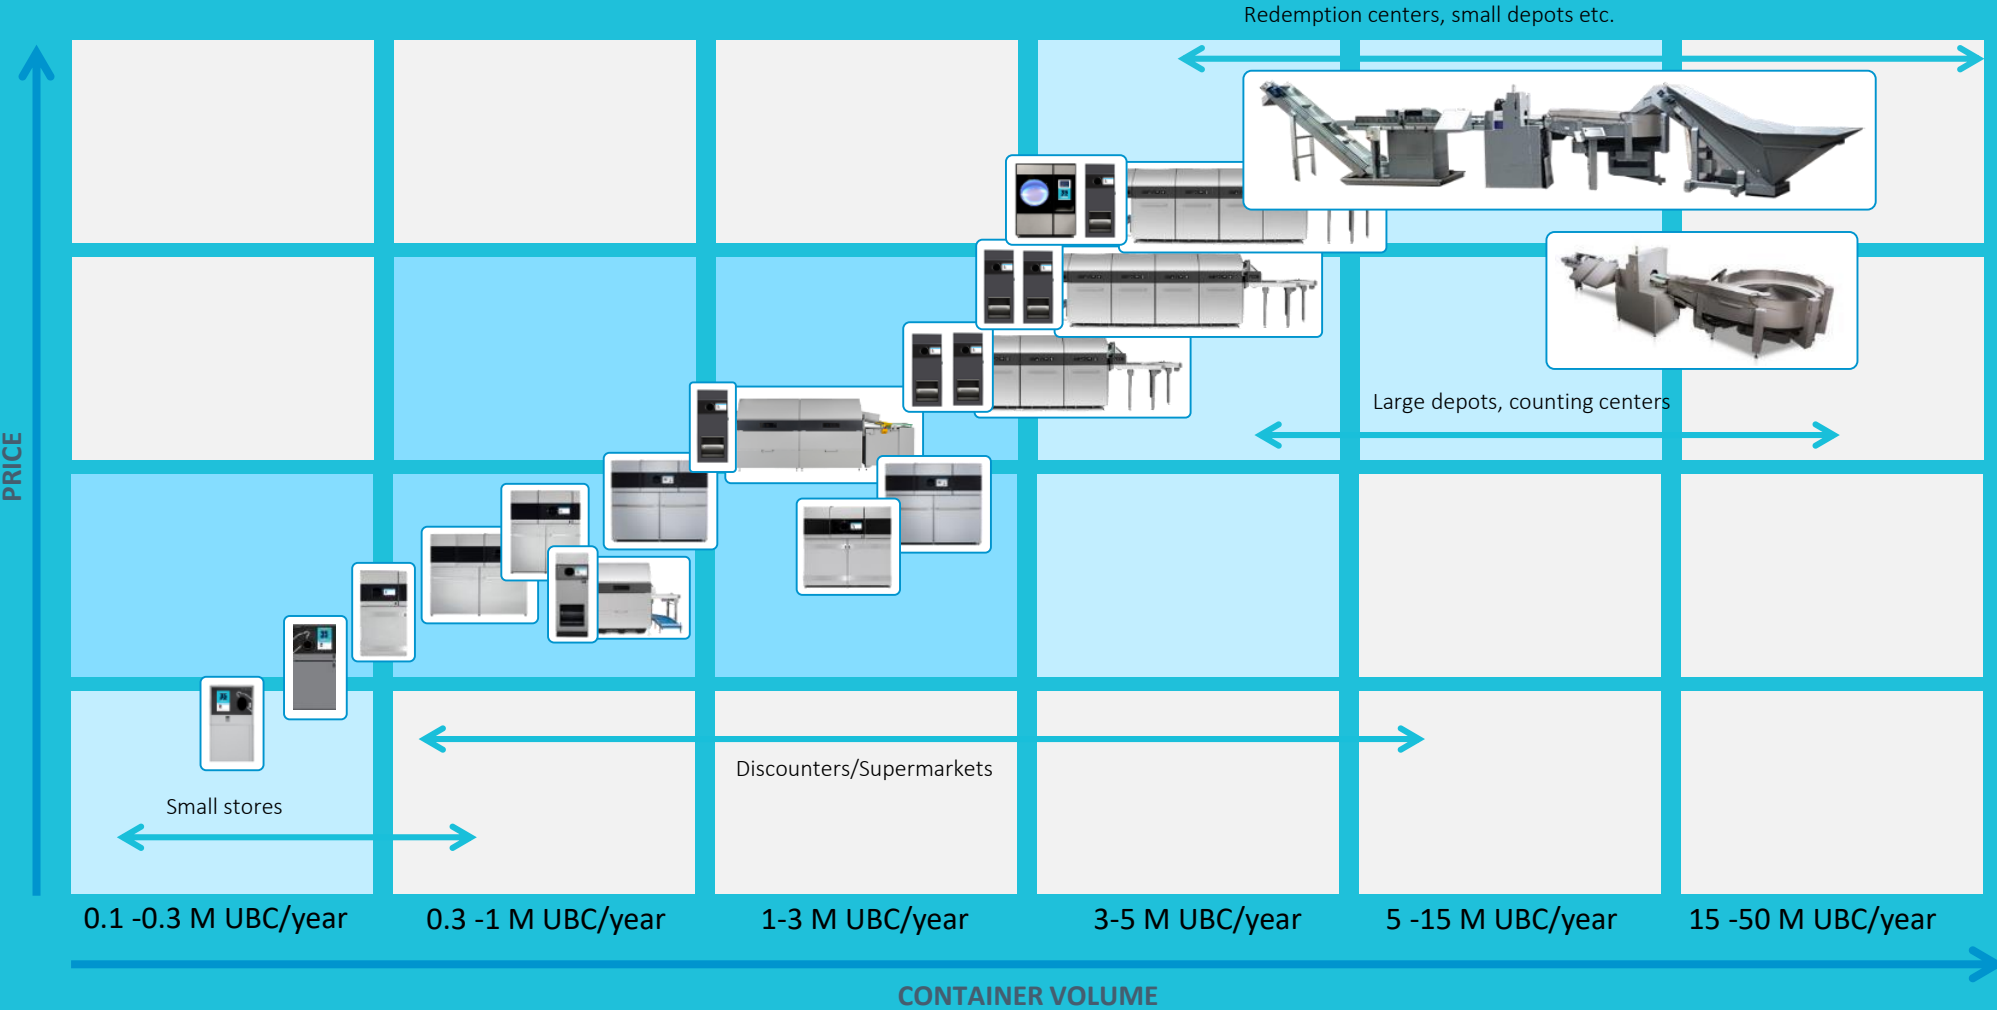 Redemption centers, small depots etc.
PRICE
Large depots, counting centers
Discounters/Supermarkets
Small stores
0.1 -0.3 M UBC/year
0.3 -1 M UBC/year
1-3 M UBC/year
3-5 M UBC/year
5 -15 M UBC/year
15 -50 M UBC/year
CONTAINER VOLUME